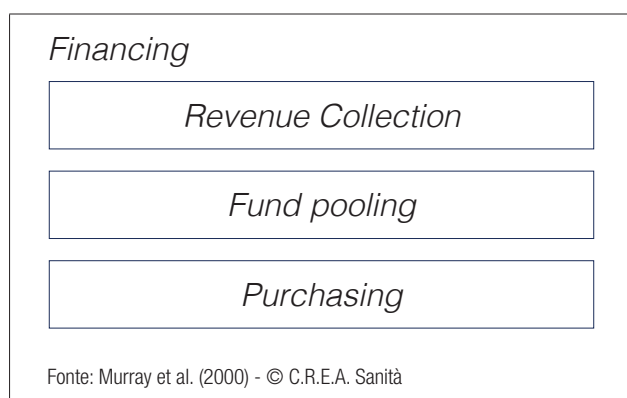 Financing
Revenue Collection
Fund pooling
Purchasing
Fonte: Murray et al. (2000) - © C.R.E.A. Sanità